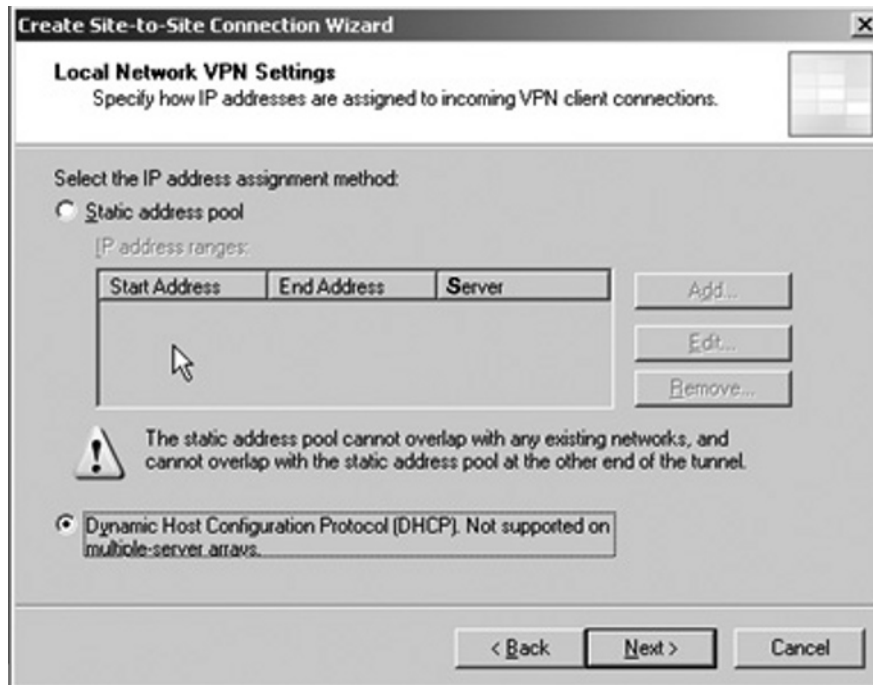 Create Site-to-Site Connection Wizard
Local Network VPN Settings
Specify how IP addresses are assigned to incoming VPN client connections.
Select the IP address assignment method:
Static address pool
IP address ranges:
Start Address End Address Server
Add...
Edit...
Remove...
The static address pool cannot overlap with any existing networks, and
cannot overlap with the static address pool at the other end of the tunnel.
Dynamic Host Configuration Protocol (DHCP). Not supported on
multiple-server arrays.
< Back Next > Cancel